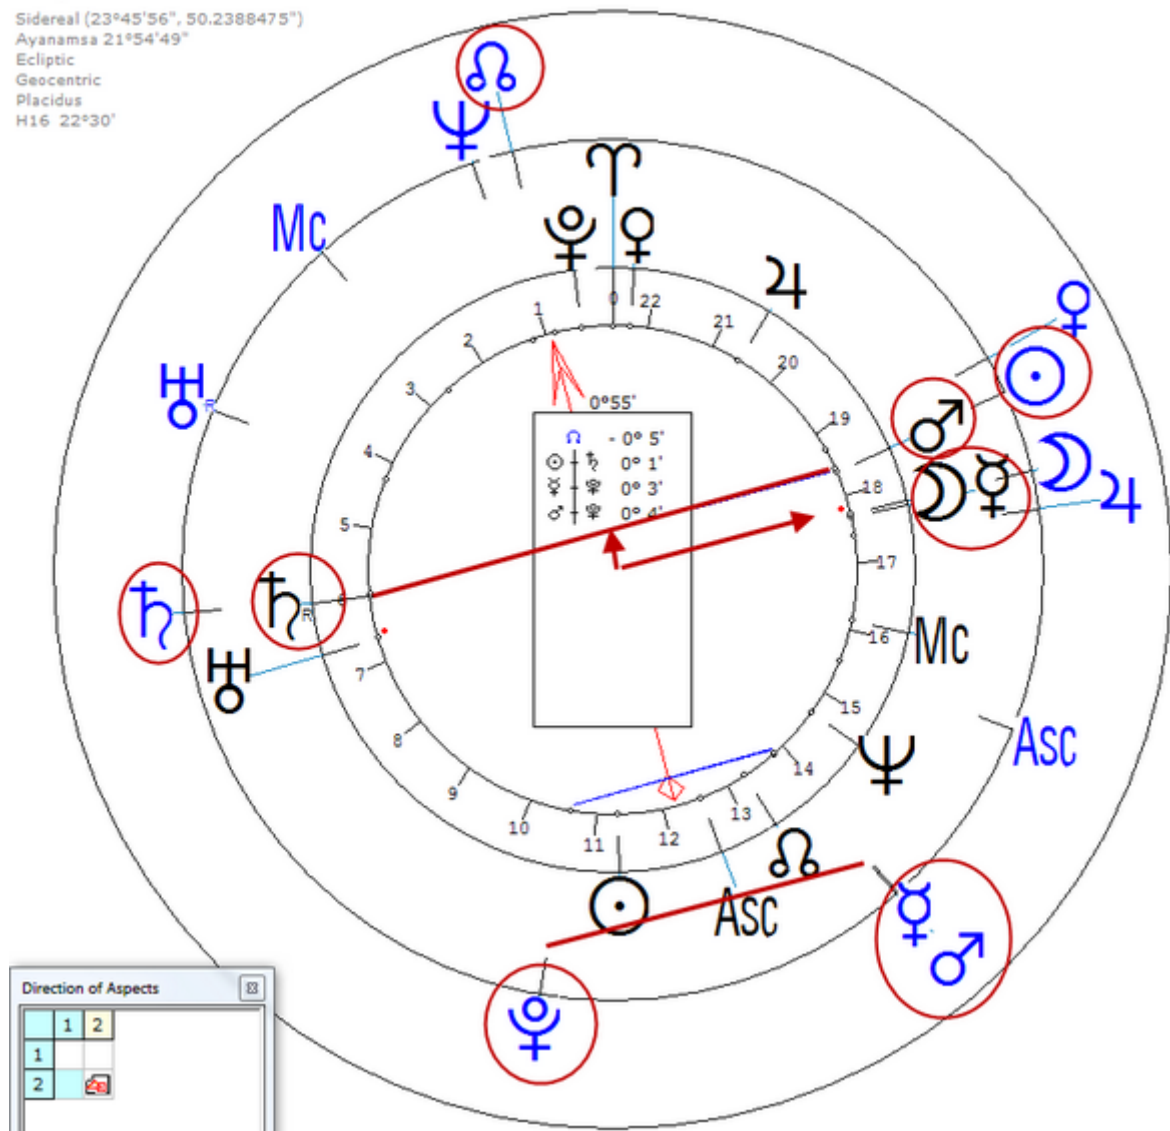 Sidereal (23°45'56", 50.2388475")
Ayanamsa 21°54'49"
Ecliptic
Geocentric
Placidus
H16 22°30'
☊
♆
♈
Mc
♀
♃
0
22
1
21
2
20
♀
☉
3
19
♅
R
0°55'
♂
☊ - 0° 5'
☉ + ♄ 0° 1'
☿ + 0° 3'
♂ + 0° 4'
4
18
☽ ☿
☽
♃
5
17
♄
♄
R
Mc
16
♅
7
15
Asc
8
14
♆
9
13
10
12
11
☊
☉
Asc
☿
♂
Direction of Aspects
1 2
1
2